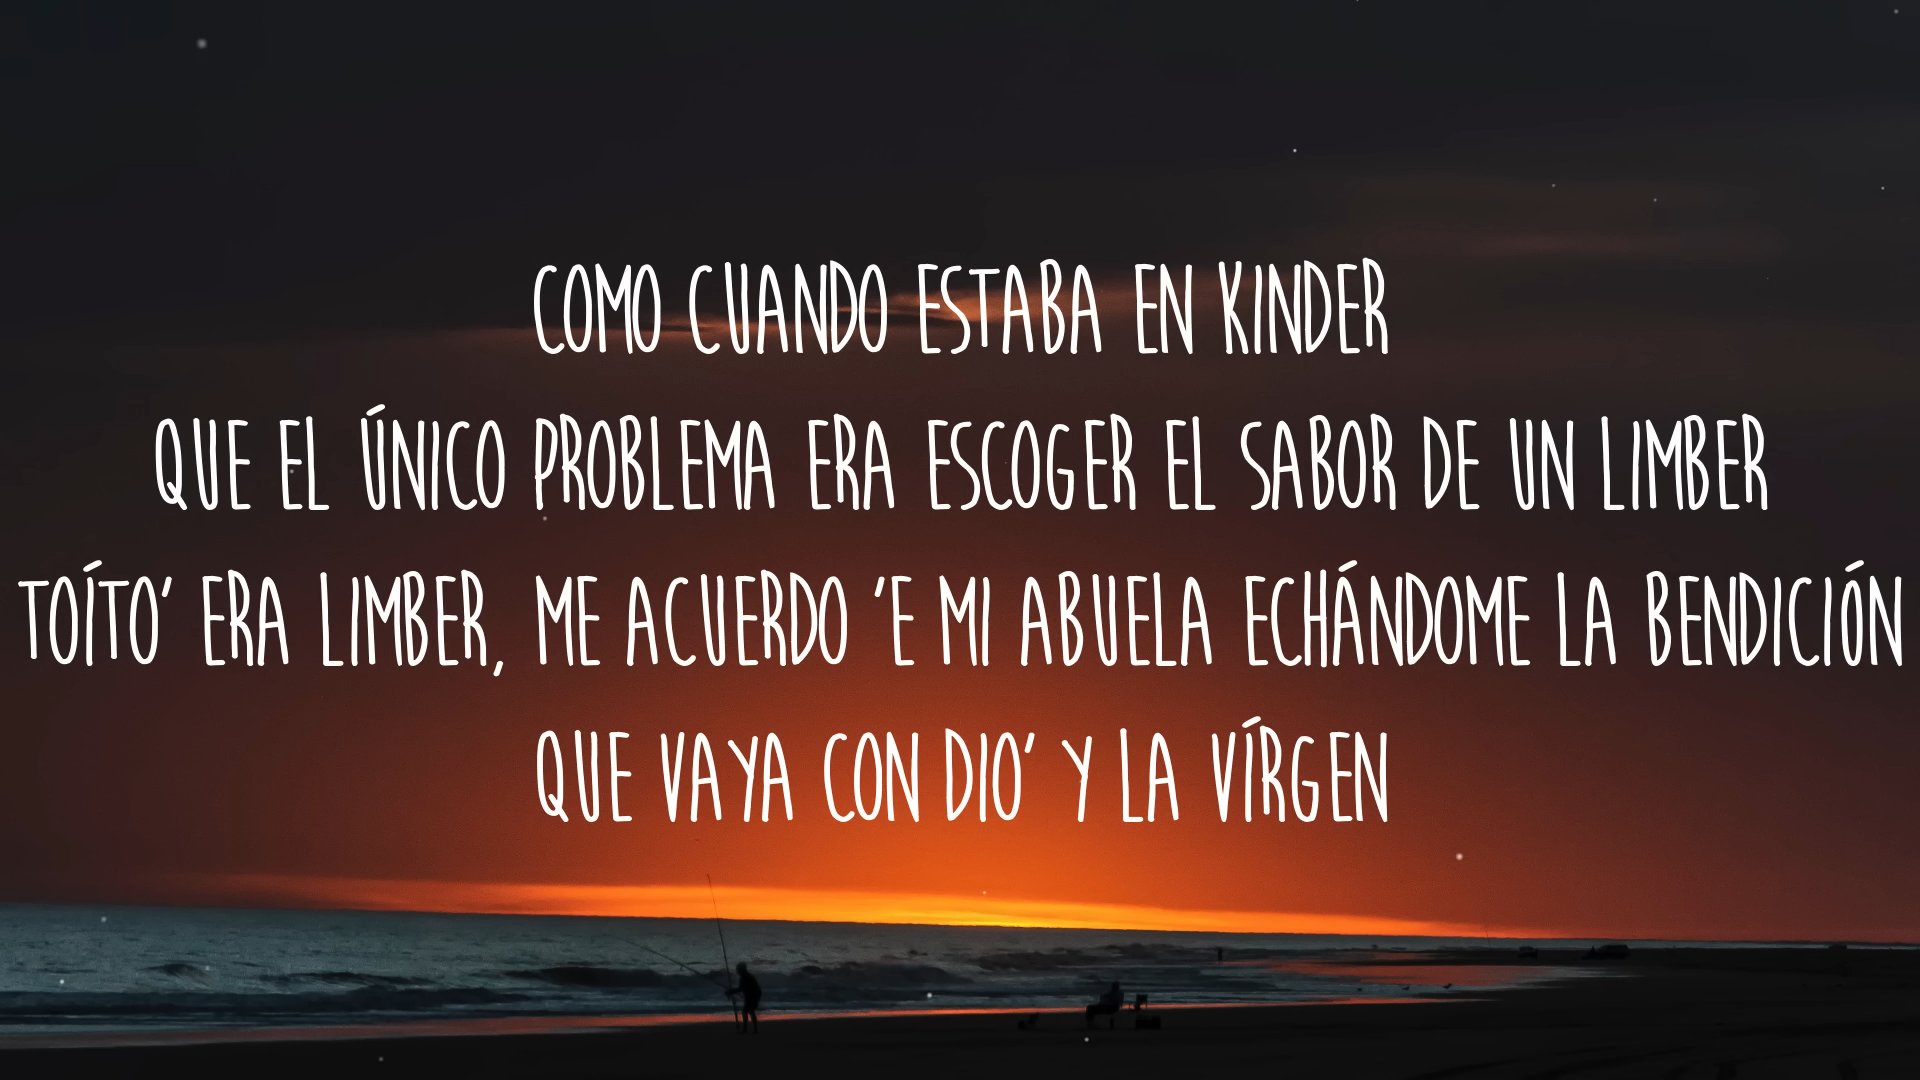 COMO CUANDO ESTABA EN KINDER
QUE EL ÚNICO PROBLEMA ERA ESCOGER EL SABOR DE UN LIMBER
TOÍTO' ERA LIMBER, ME ACUERDO 'E MI ABUELA ECHÁNDOME LA BENDICIÓN
QUE VAYA CON DIO' Y LA VÍRGEN